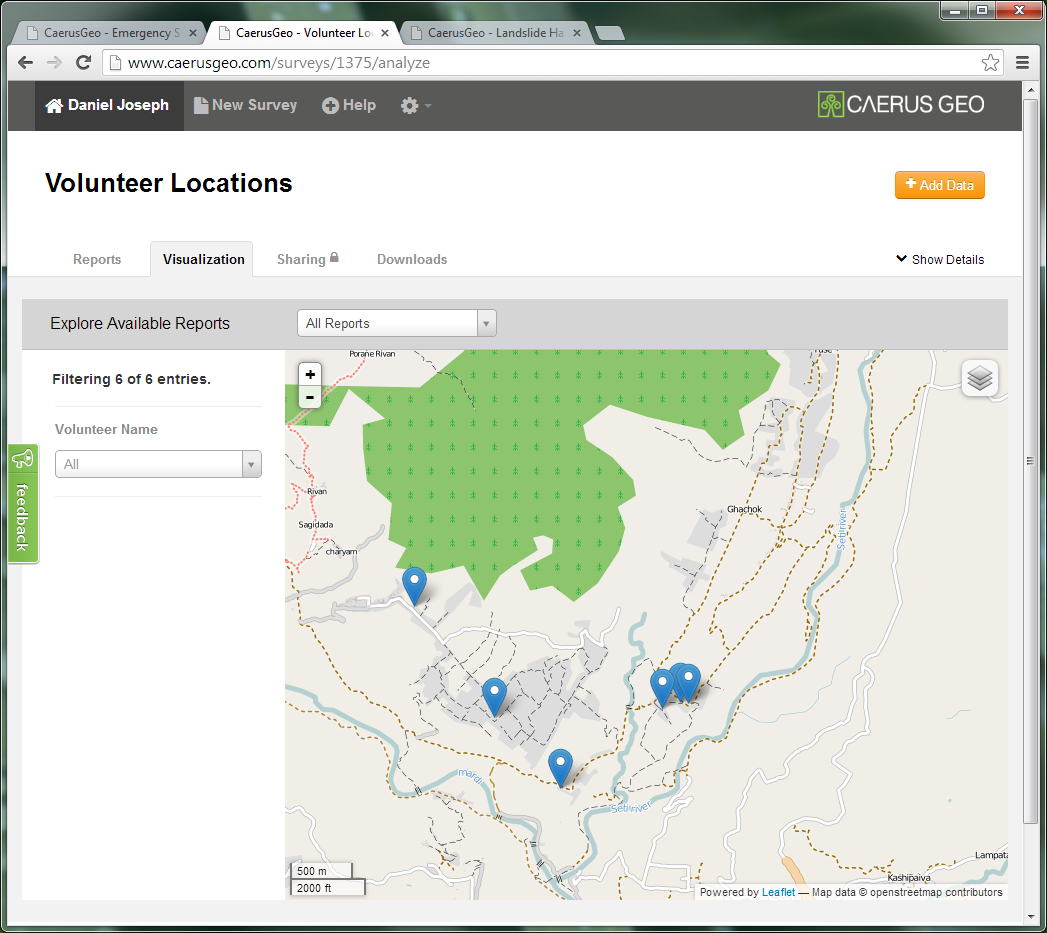 CaerusGeo - Emergency S
CaerusGeo - Volunteer Lo
CaerusGeo - Landslide Ha
www.caerusgeo.com/surveys/1375/analyze
Daniel Joseph
New Survey
Help
CAERUS GEO
Volunteer Locations
+ Add Data
Reports
Visualization
Sharing
Downloads
Show Details
Explore Available Reports
All Reports
Filtering 6 of 6 entries.
Volunteer Name
All
feedback
+
-
Porane Rivan
Rivan
Sagidada
charyam
Ghachok
Seti river
mardi
Seti river
Lampata
Kashipaiva
500 m
2000 ft
Powered by Leaflet — Map data © openstreetmap contributors